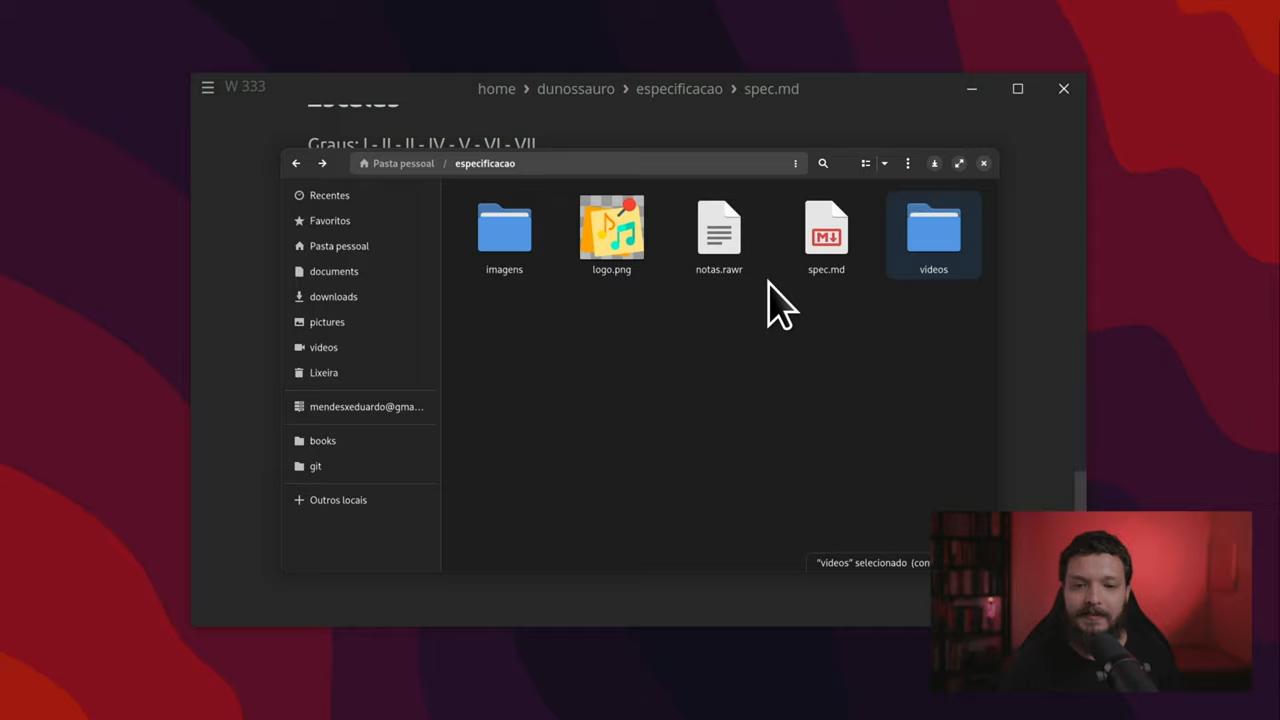 W 333
home > dunossauro > especificacao > spec.md
Escalas
Graus: I - II - II - IV - V - VI - VII
Pasta pessoal / especificacao
Recentes
Favoritos
Pasta pessoal
documents
downloads
pictures
videos
Lixeira
mendesxeduardo@gma...
books
git
Outros locais
imagens
logo.png
notas.rawr
spec.md
videos
"videos" selecionado (con